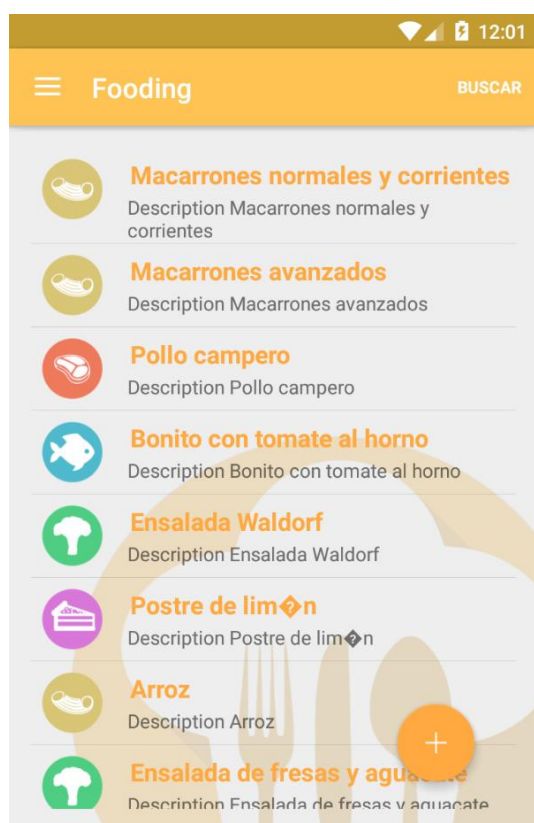 12:01
Fooding
BUSCAR
Macarrones normales y corrientes
Description Macarrones normales y
corrientes
Macarrones avanzados
Description Macarrones avanzados
Pollo campero
Description Pollo campero
Bonito con tomate al horno
Description Bonito con tomate al horno
Ensalada Waldorf
Description Ensalada Waldorf
Postre de lim�n
Description Postre de lim�n
Arroz
Description Arroz
Ensalada de fresas y aguacate
Description Ensalada de fresas y aguacate